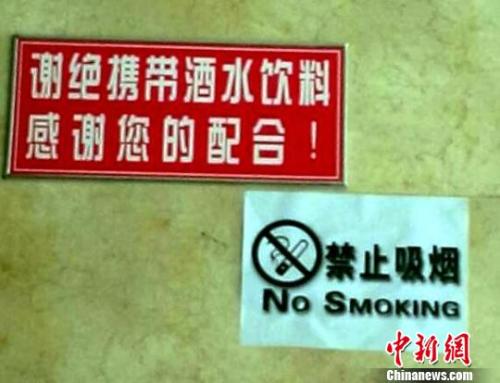 谢绝携带酒水饮料
感谢您的配合！
禁止吸烟
NO SMOKING
中新网
Chinanews.com